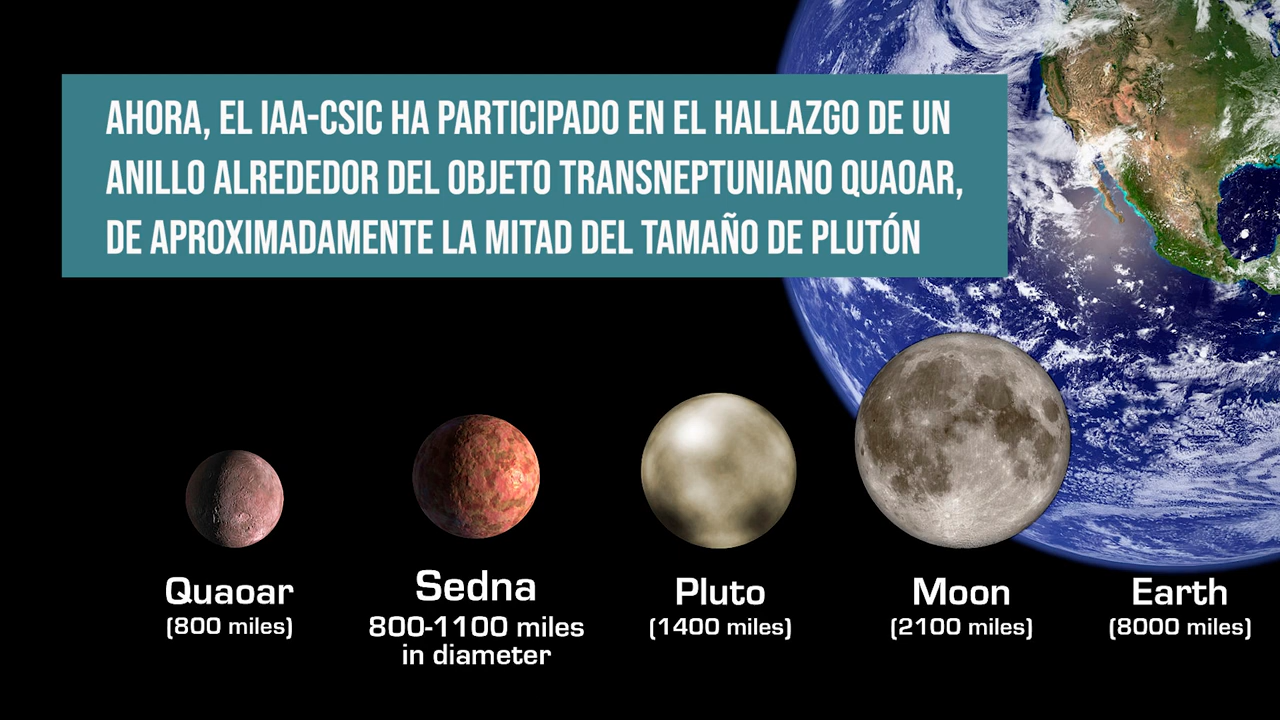 AHORA, EL IAA-CSIC HA PARTICIPADO EN EL HALLAZGO DE UN
ANILLO ALREDEDOR DEL OBJETO TRANSNEPTUNIANO QUAOAR,
DE APROXIMADAMENTE LA MITAD DEL TAMAÑO DE PLUTÓN
Quaoar
(800 miles)
Sedna
800-1100 miles
in diameter
Pluto
(1400 miles)
Moon
(2100 miles)
Earth
(8000 miles)